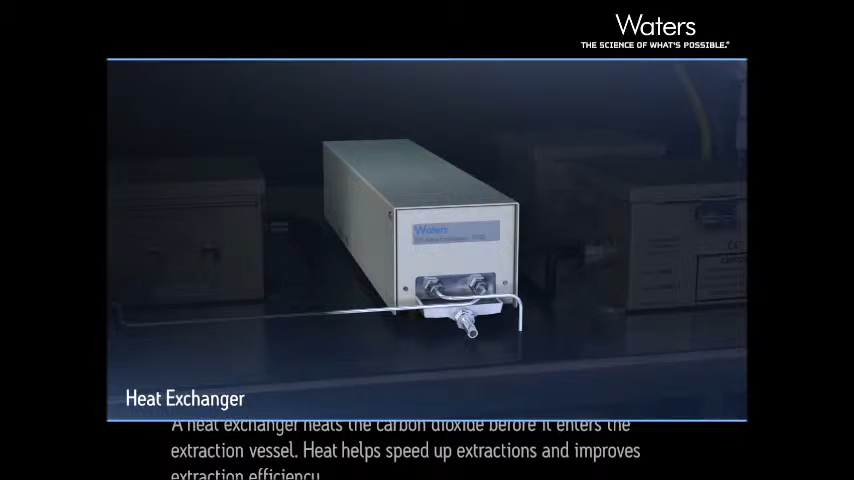 Waters
THE SCIENCE OF WHAT'S POSSIBLE.®
Waters
Heat Exchanger
A heat exchanger heats the carbon dioxide before it enters the
extraction vessel. Heat helps speed up extractions and improves
extraction efficiency.